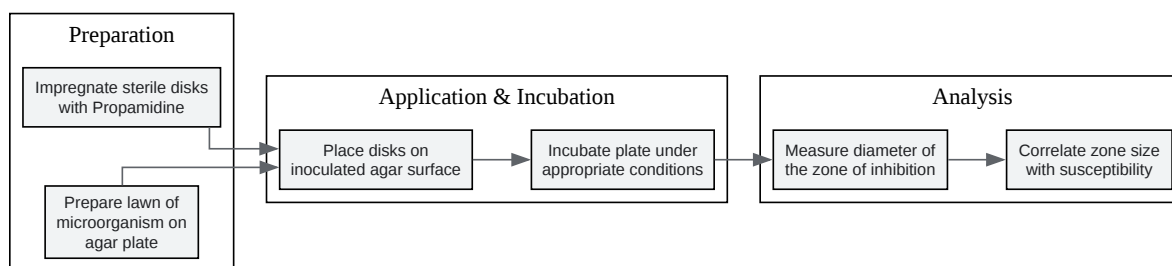 Preparation
Impregnate sterile disks
with Propamidine
Prepare lawn of
microorganism on
agar plate
Application & Incubation
Place disks on
inoculated agar surface
Incubate plate under
appropriate conditions
Analysis
Measure diameter of
the zone of inhibition
Correlate zone size
with susceptibility